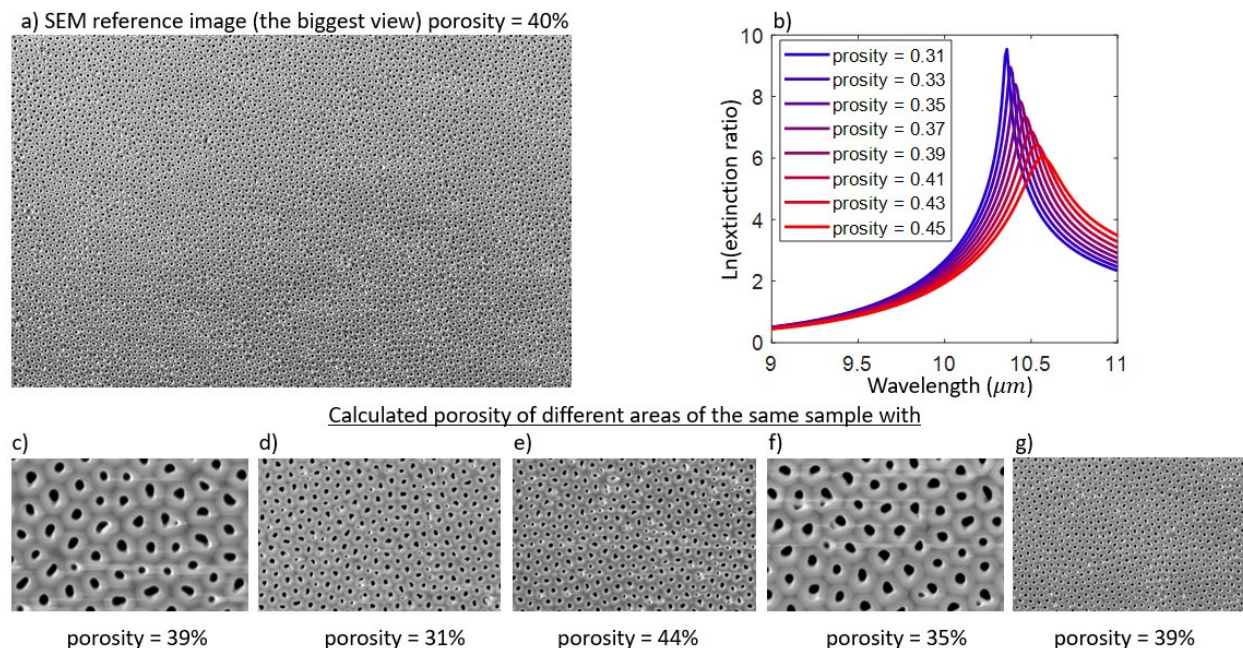 a) SEM reference image (the biggest view) porosity = 40%
b)
10
8
6
4
2
0
Ln(extinction ratio)
prosity = 0.31
prosity = 0.33
prosity = 0.35
prosity = 0.37
prosity = 0.39
prosity = 0.41
prosity = 0.43
prosity = 0.45
9 9.5 10 10.5 11
Wavelength (μm)
Calculated porosity of different areas of the same sample with
c) d) e) f) g)
porosity = 39% porosity = 31% porosity = 44% porosity = 35% porosity = 39%